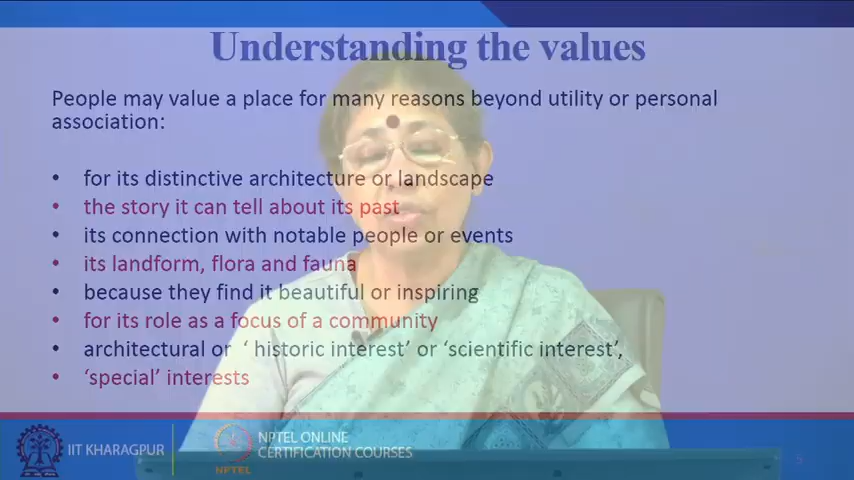 Understanding the values
People may value a place for many reasons beyond utility or personal
association:
• for its distinctive architecture or landscape
• the story it can tell about its past
• its connection with notable people or events
• its landform, flora and fauna
• because they find it beautiful or inspiring
• for its role as a focus of a community
• architectural or ‘ historic interest’ or ‘scientific interest’,
• ‘special’ interests
IIT KHARAGPUR
NPTEL
NPTEL ONLINE
CERTIFICATION COURSES
5